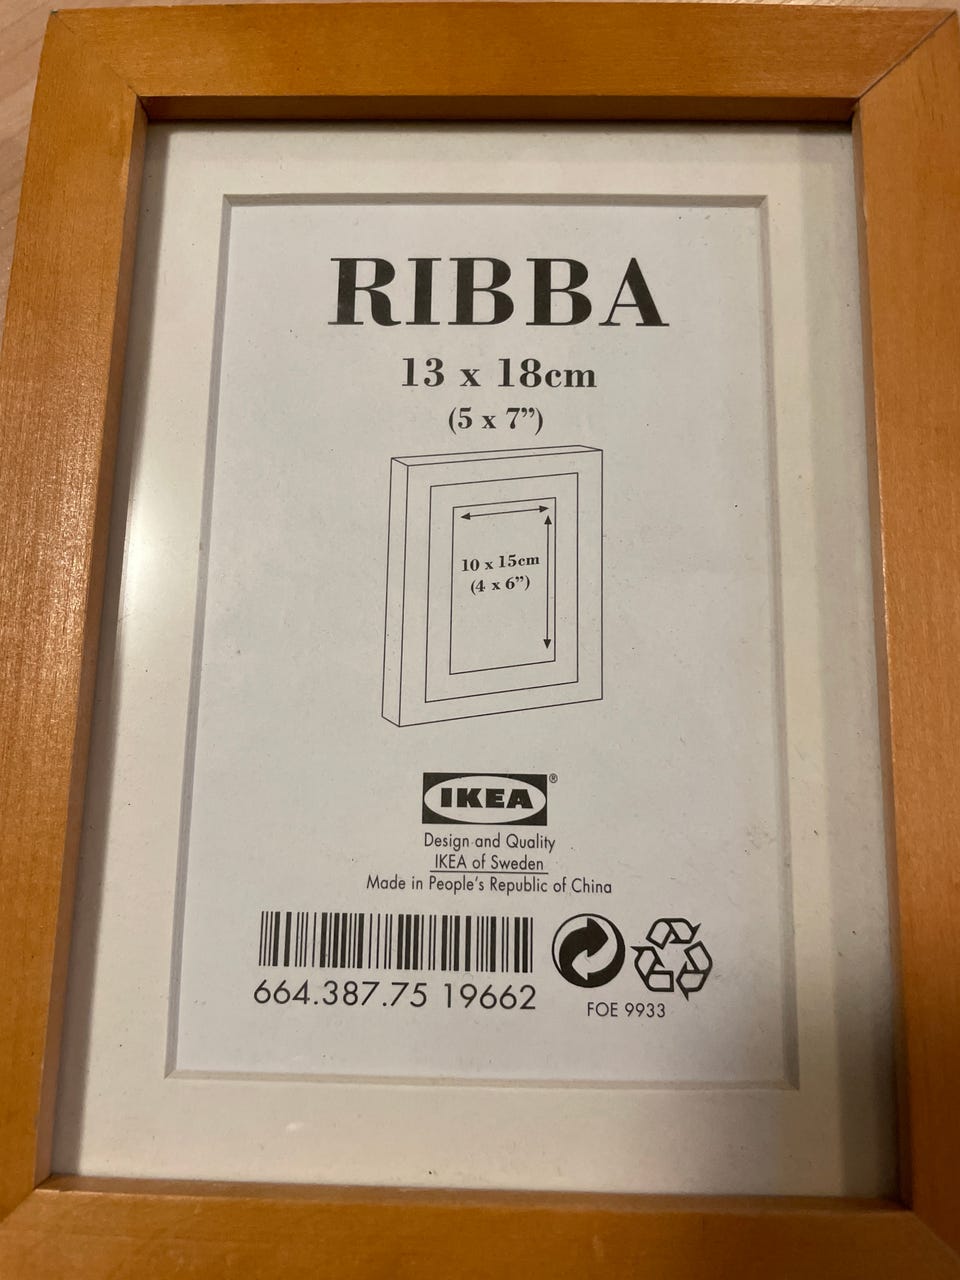 RIBBA
13 x 18cm
(5 x 7”)
10 x 15cm
(4 x 6”)
IKEA®
Design and Quality
IKEA of Sweden
Made in People's Republic of China
664.387.75 19662
FOE 9933